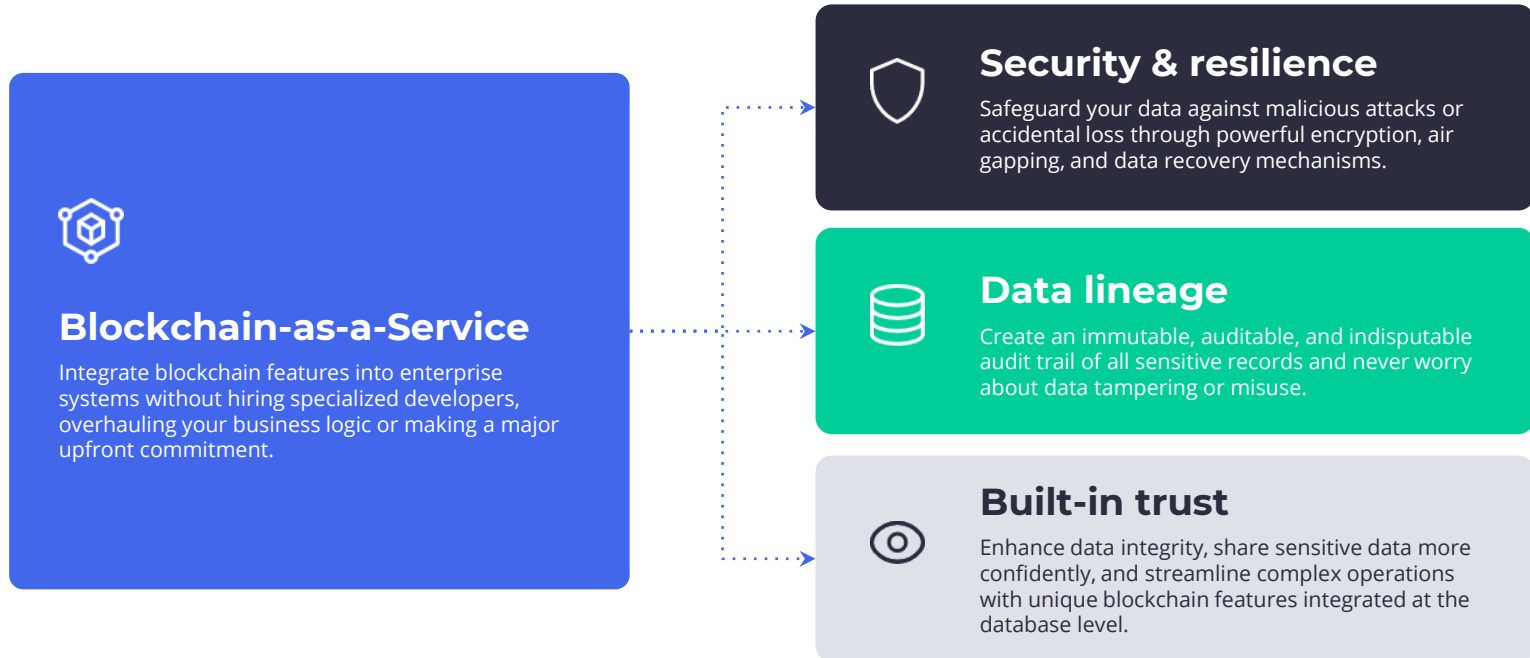 Blockchain-as-a-Service
Integrate blockchain features into enterprise
systems without hiring specialized developers,
overhauling your business logic or making a major
upfront commitment.
Security & resilience
Safeguard your data against malicious attacks or
accidental loss through powerful encryption, air
gapping, and data recovery mechanisms.
Data lineage
Create an immutable, auditable, and indisputable
audit trail of all sensitive records and never worry
about data tampering or misuse.
Built-in trust
Enhance data integrity, share sensitive data more
confidently, and streamline complex operations
with unique blockchain features integrated at the
database level.